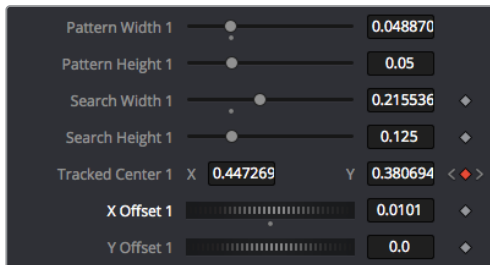 Pattern Width 1 0.048870
Pattern Height 1 0.05
Search Width 1 0.215536
Search Height 1 0.125
Tracked Center 1 X 0.447269 Y 0.380694
X Offset 1 0.0101
Y Offset 1 0.0